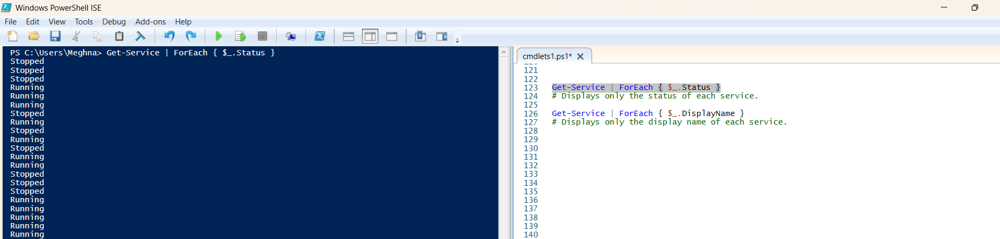 Windows PowerShell ISE
File Edit View Tools Debug Add-ons Help
PS C:\Users\Meghna> Get-Service | ForEach { $_.Status }
Stopped
Stopped
Stopped
Running
Running
Running
Stopped
Running
Stopped
Running
Stopped
Running
Running
Stopped
Stopped
Stopped
Running
Running
Running
Running
Running
cmdlets1.ps1*
121
122
123 Get-Service | ForEach { $_.Status }
124 # Displays only the status of each service.
125
126 Get-Service | ForEach { $_.DisplayName }
127 # Displays only the display name of each service.
128
129
130
131
132
133
134
135
136
137
138
139
140